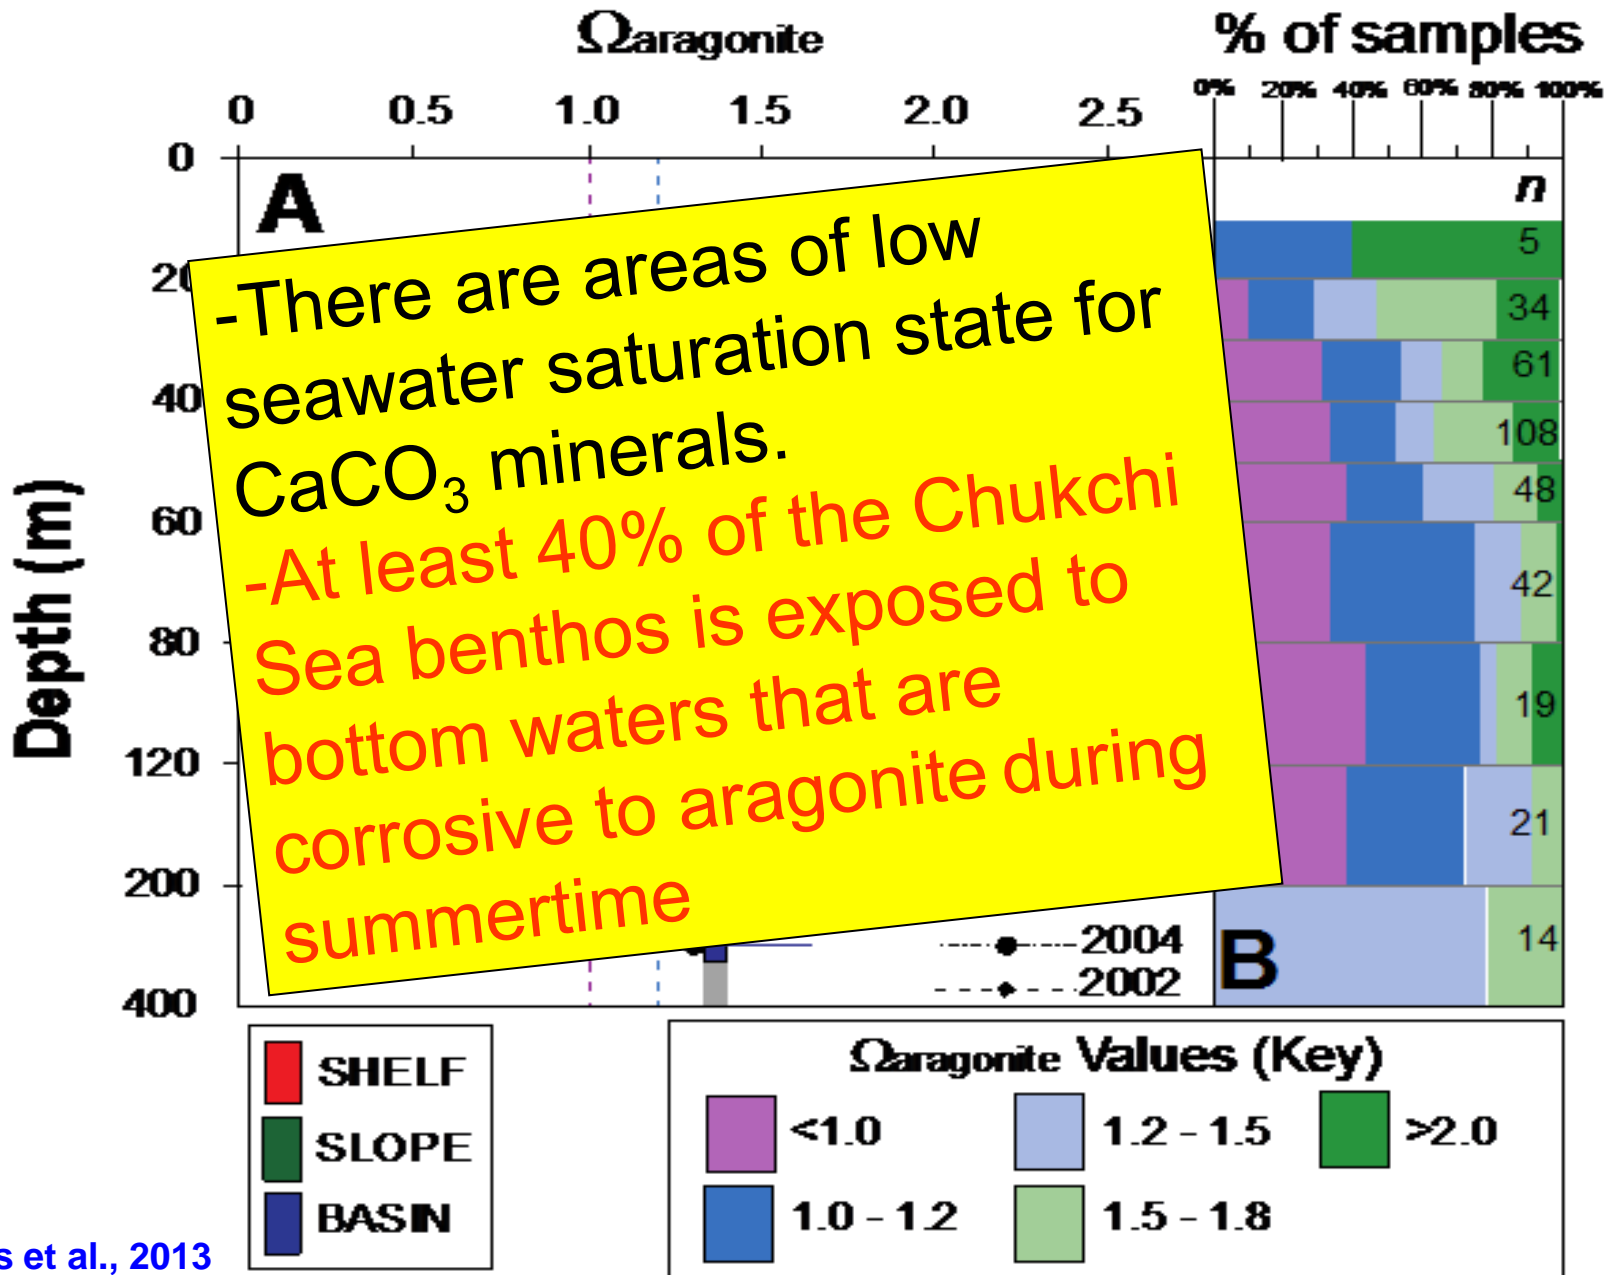 Ωaragonite
% of samples
0 0.5 1.0 1.5 2.0 2.5
0% 20% 40% 60% 80% 100%
Depth (m)
0
40
60
80
120
200
400
A
-There are areas of low
seawater saturation state for
CaCO₃ minerals.
-At least 40% of the Chukchi
Sea benthos is exposed to
bottom waters that are
corrosive to aragonite during
summertime
2004
2002
n
5
34
61
108
48
42
19
21
14
B
SHELF
SLOPE
BASIN
Ωaragonite Values (Key)
<1.0 1.2 - 1.5 >2.0
1.0 - 1.2 1.5 - 1.8
et al., 2013